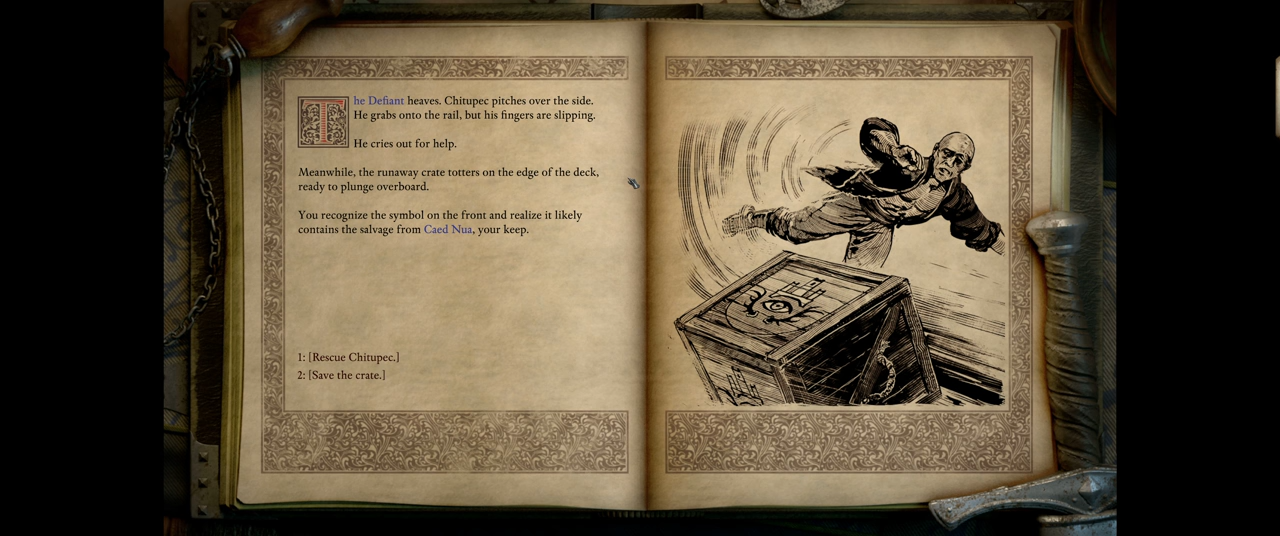 The Defiant heaves. Chitupec pitches over the side.
He grabs onto the rail, but his fingers are slipping.
He cries out for help.
Meanwhile, the runaway crate totters on the edge of the deck,
ready to plunge overboard.
You recognize the symbol on the front and realize it likely
contains the salvage from Caed Nua, your keep.
1: [Rescue Chitupec.]
2: [Save the crate.]